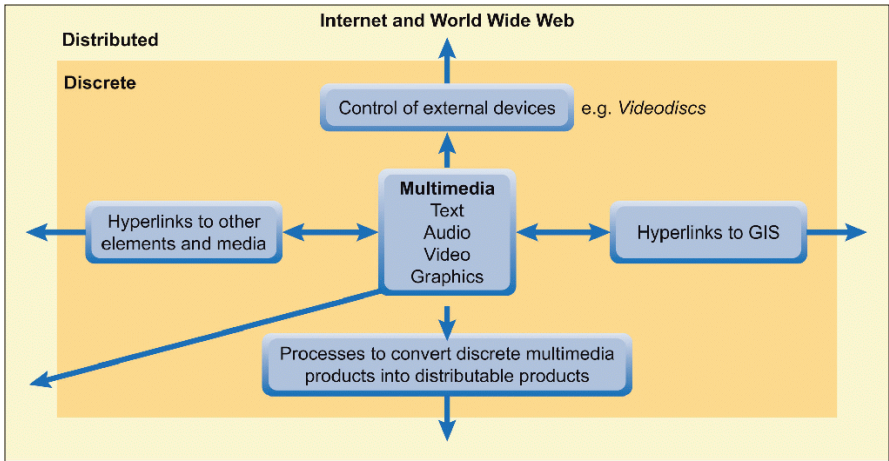 Internet and World Wide Web
Distributed
Discrete
Control of external devices
e.g. Videodiscs
Multimedia
Text
Audio
Video
Graphics
Hyperlinks to other
elements and media
Hyperlinks to GIS
Processes to convert discrete multimedia
products into distributable products